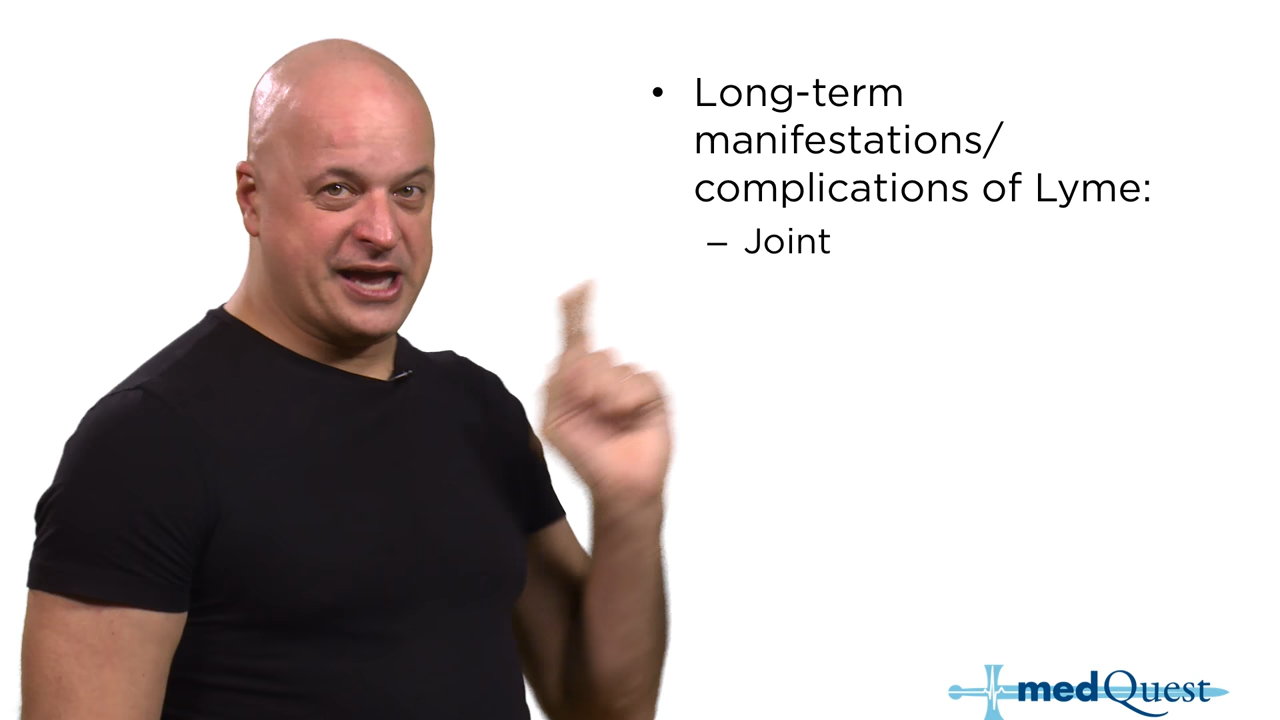 • Long-term
manifestations/
complications of Lyme:
– Joint
medQuest